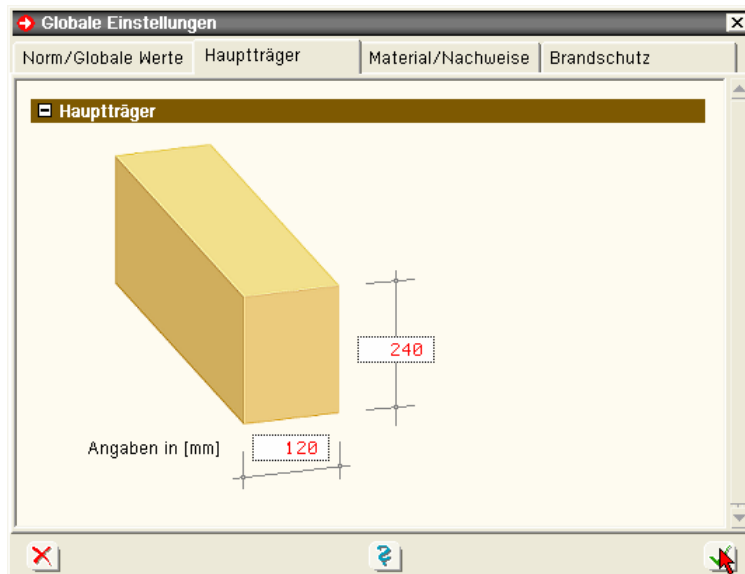 Globale Einstellungen
Norm/Globale Werte Hauptträger Material/Nachweise Brandschutz
Hauptträger
240
Angaben in [mm] 120